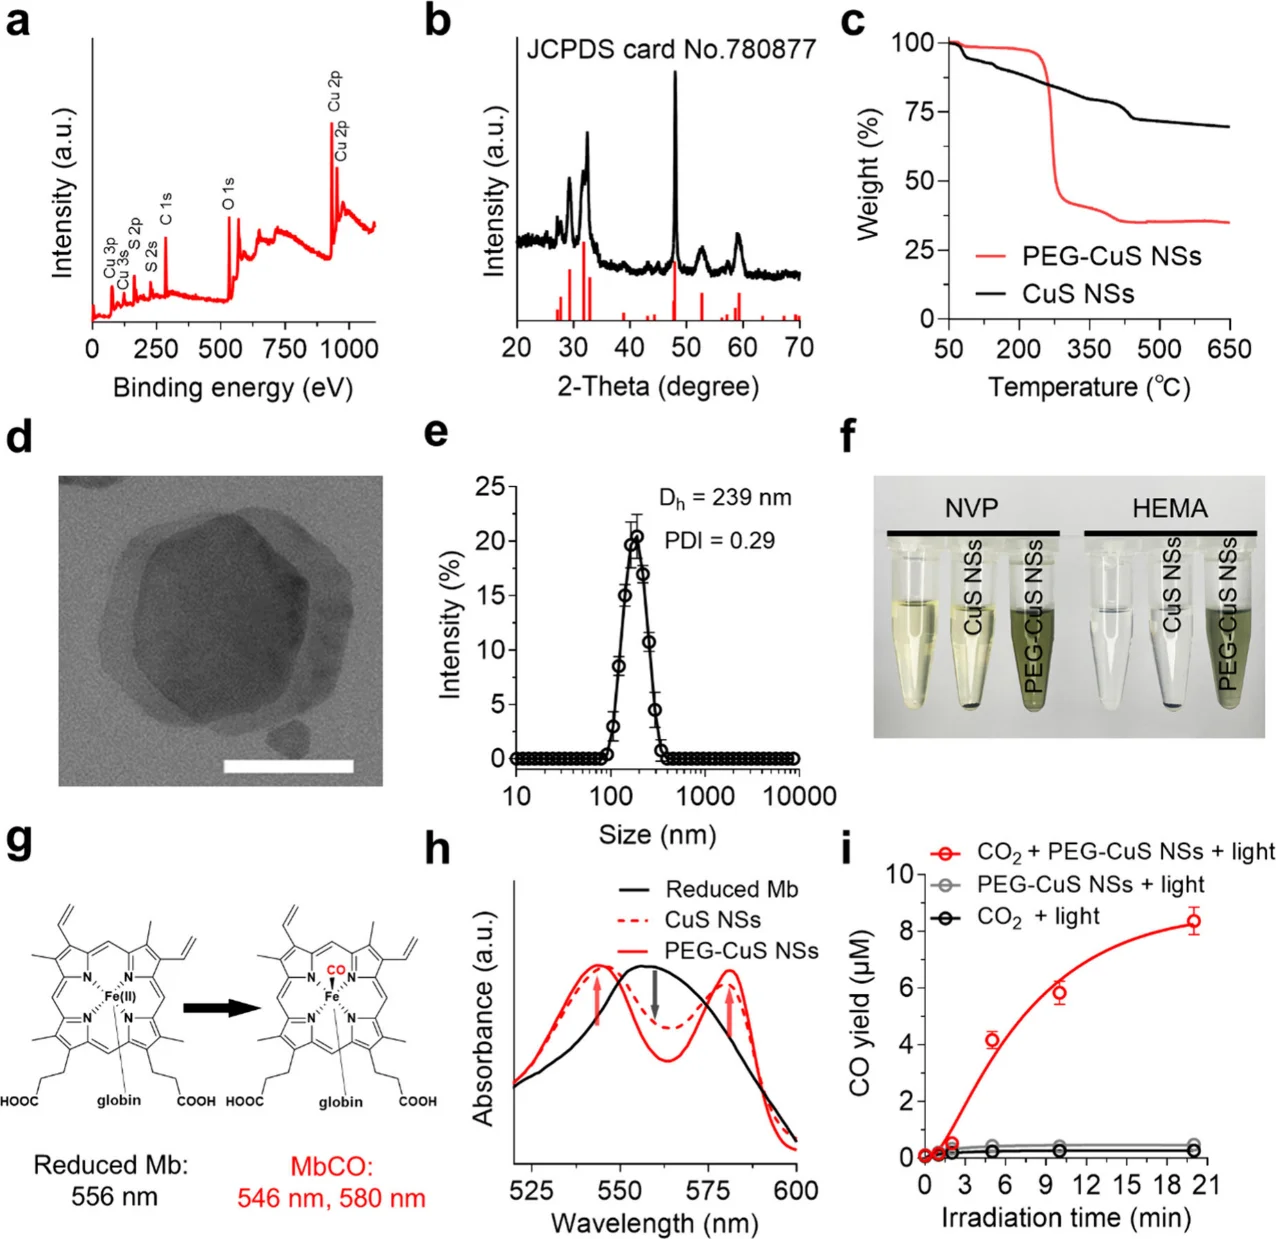 a
Intensity (a.u.)
Cu 3p
Cu 3s
S 2p
S 2s
C 1s
O 1s
Cu 2p
Cu 2p
0 250 500 750 1000
Binding energy (eV)
b
JCPDS card No.780877
Intensity (a.u.)
20 30 40 50 60 70
2-Theta (degree)
c
Weight (%)
100
75
50
25
0
PEG-CuS NSs
CuS NSs
50 200 350 500 650
Temperature (°C)
d
e
Intensity (%)
25
20
15
10
5
0
Dh = 239 nm
PDI = 0.29
10 100 1000 10000
Size (nm)
f
NVP HEMA
CuS NSs
PEG-CuS NSs
CuS NSs
PEG-CuS NSs
g
N N
Fe(II)
N N
HOOC globin COOH
CO
N N
Fe
N N
HOOC globin COOH
Reduced Mb:
556 nm
MbCO:
546 nm, 580 nm
h
Absorbance (a.u.)
Reduced Mb
CuS NSs
PEG-CuS NSs
525 550 575 600
Wavelength (nm)
i
CO2 + PEG-CuS NSs + light
PEG-CuS NSs + light
CO2 + light
CO yield (μM)
10
8
6
4
2
0
0 3 6 9 12 15 18 21
Irradiation time (min)